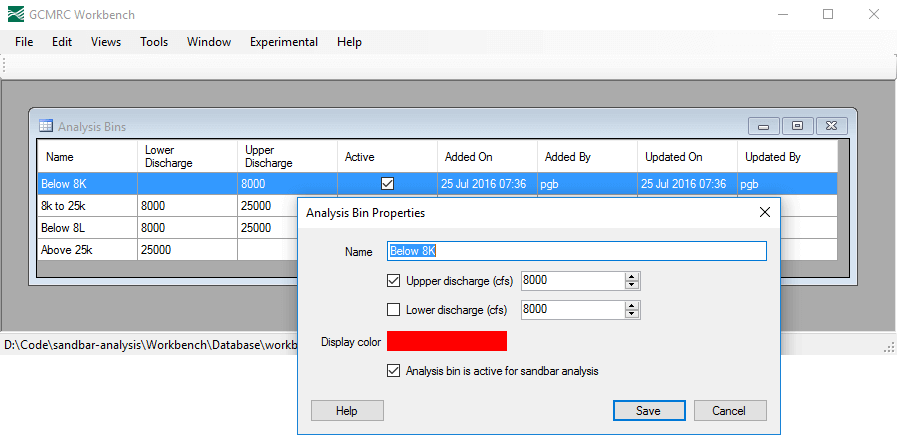 GCMRC Workbench
File Edit Views Tools Window Experimental Help
Analysis Bins
Name Lower Discharge Upper Discharge Active Added On Added By Updated On Updated By
Below 8K 8000 25 Jul 2016 07:36 pgb 25 Jul 2016 07:36 pgb
8k to 25k 8000 25000
Below 8L 8000 25000
Above 25k 25000
Analysis Bin Properties
Name Below 8K
Uppper discharge (cfs) 8000
Lower discharge (cfs) 8000
Display color
Analysis bin is active for sandbar analysis
Help Save Cancel
D:\Code\sandbar-analysis\Workbench\Database\workb